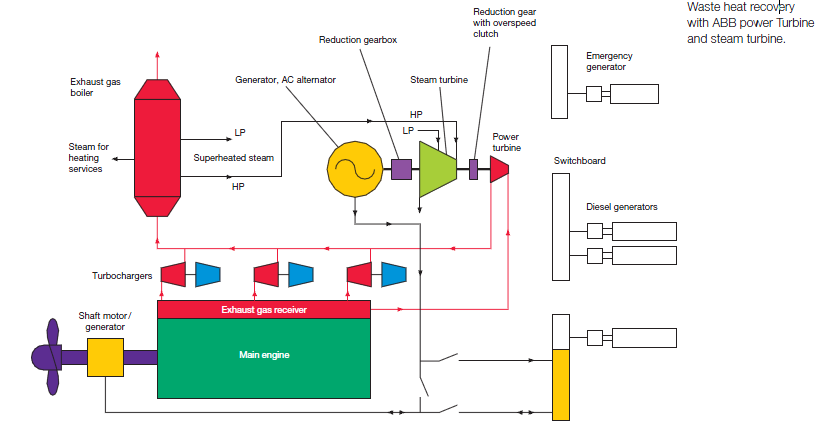 Waste heat recovery
with ABB power Turbine
and steam turbine.
Reduction gear
with overspeed
clutch
Reduction gearbox
Emergency
generator
Exhaust gas
boiler
Generator, AC alternator
Steam turbine
HP
LP
LP
Power
turbine
Steam for
heating
services
Superheated steam
HP
Switchboard
Diesel generators
Turbochargers
Exhaust gas receiver
Shaft motor/
generator
Main engine